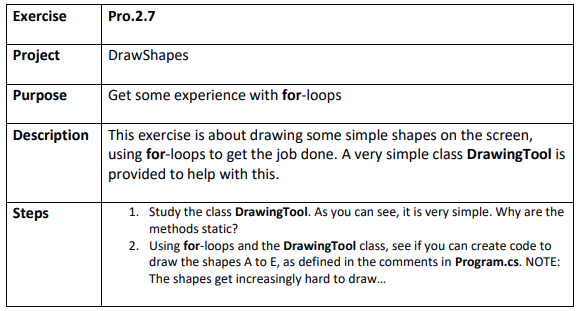 Exercise Pro.2.7
Project DrawShapes
Purpose Get some experience with for-loops
Description This exercise is about drawing some simple shapes on the screen,
using for-loops to get the job done. A very simple class DrawingTool is
provided to help with this.
Steps 1. Study the class DrawingTool. As you can see, it is very simple. Why are the
methods static?
2. Using for-loops and the DrawingTool class, see if you can create code to
draw the shapes A to E, as defined in the comments in Program.cs. NOTE:
The shapes get increasingly hard to draw…